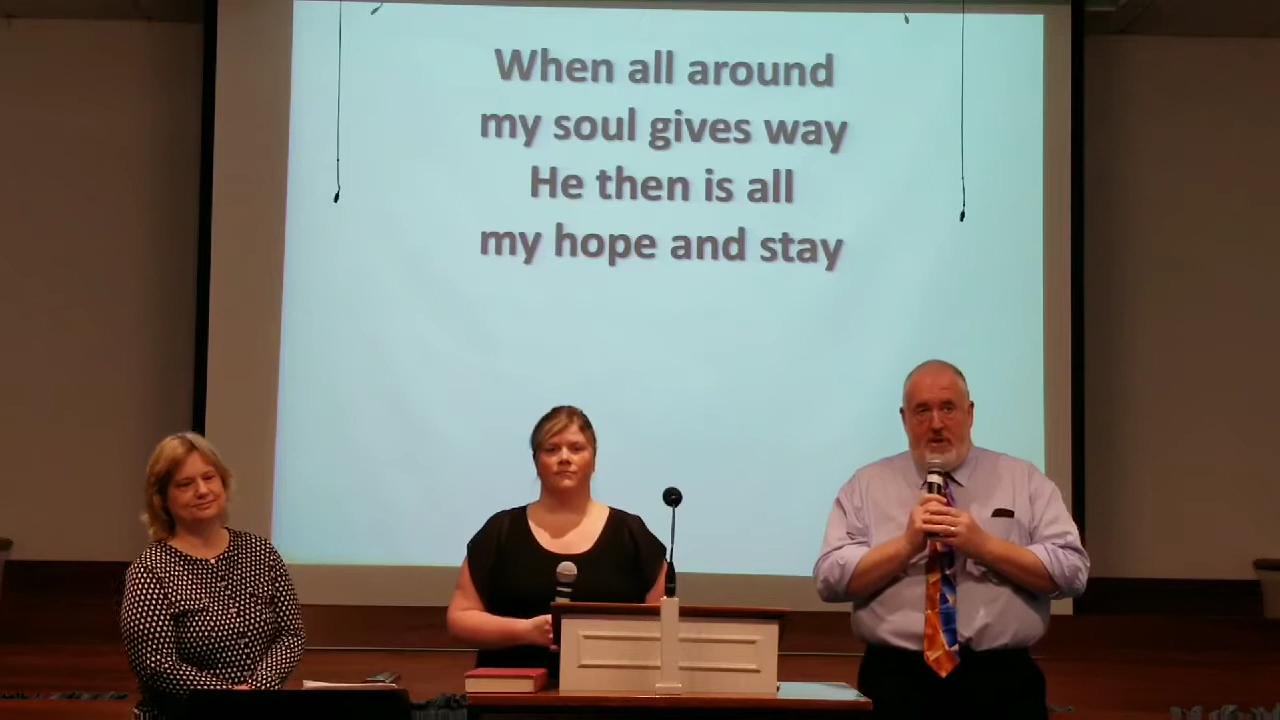 When all around
my soul gives way
He then is all
my hope and stay